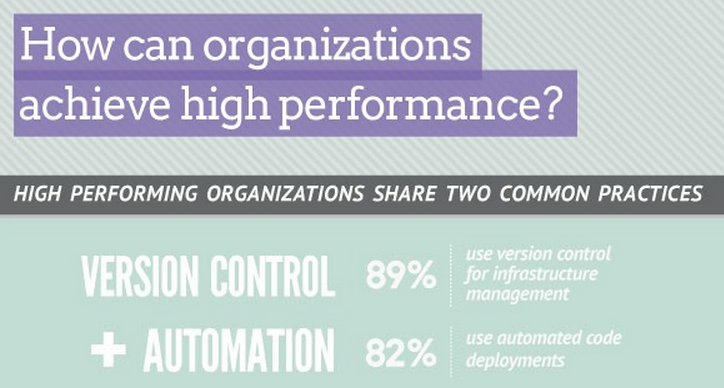 How can organizations
achieve high performance?
HIGH PERFORMING ORGANIZATIONS SHARE TWO COMMON PRACTICES
VERSION CONTROL 89% use version control
for infrastructure
management
+ AUTOMATION 82% use automated code
deployments